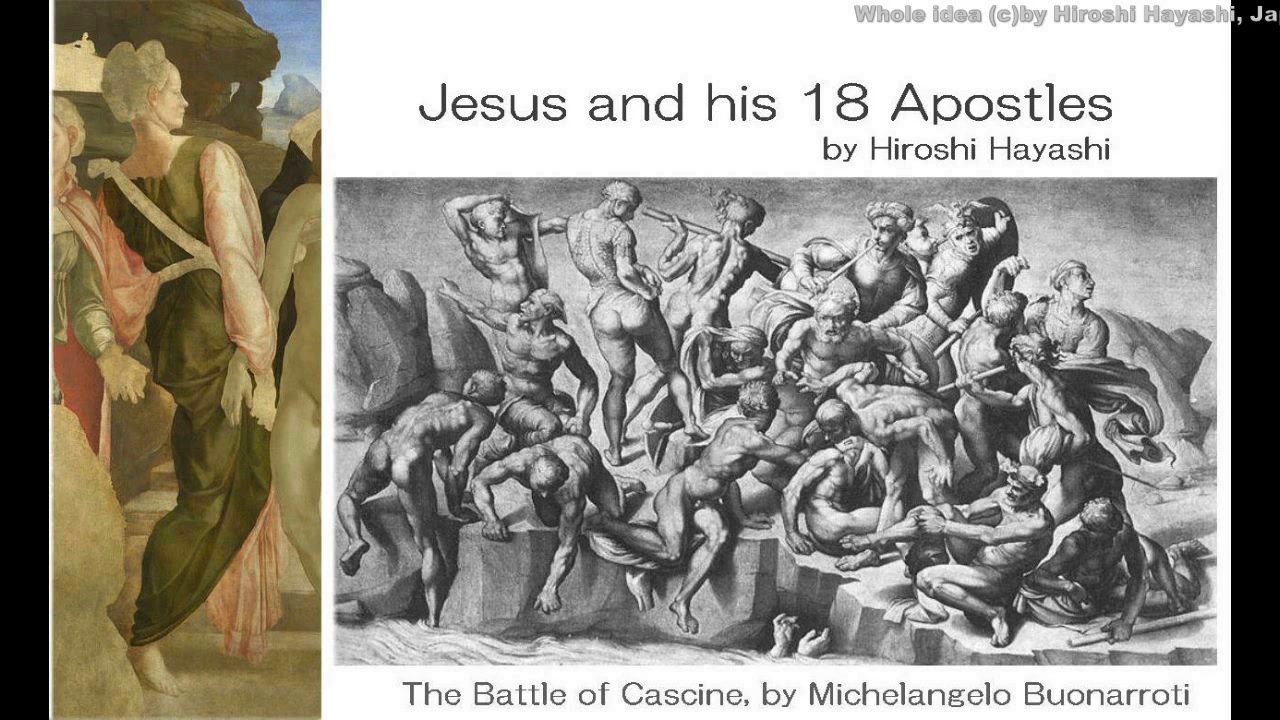 Whole idea (c)by Hiroshi Hayashi, Ja
Jesus and his 18 Apostles
by Hiroshi Hayashi
The Battle of Cascine, by Michelangelo Buonarroti